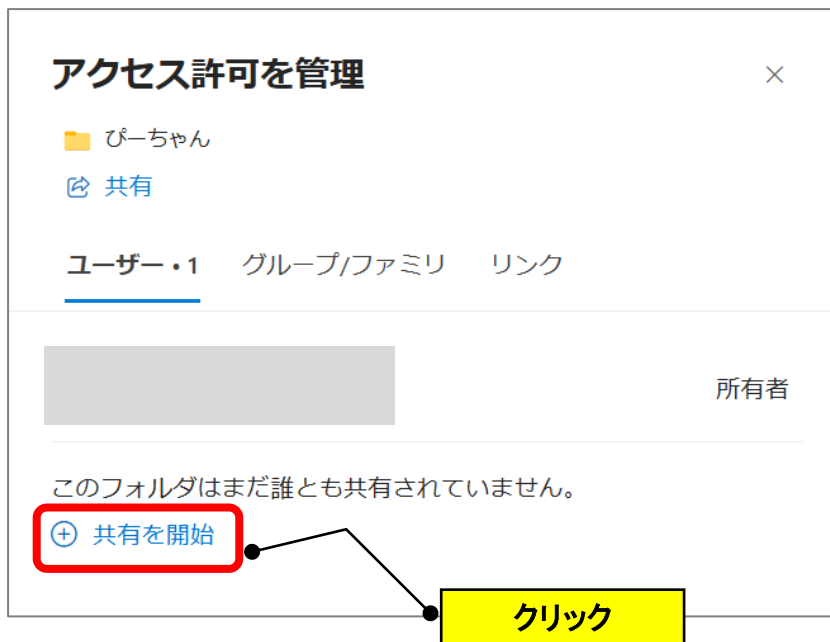 アクセス許可を管理
ぴーちゃん
共有
ユーザー・1 グループ/ファミリ リンク
所有者
このフォルダはまだ誰とも共有されていません。
共有を開始
クリック